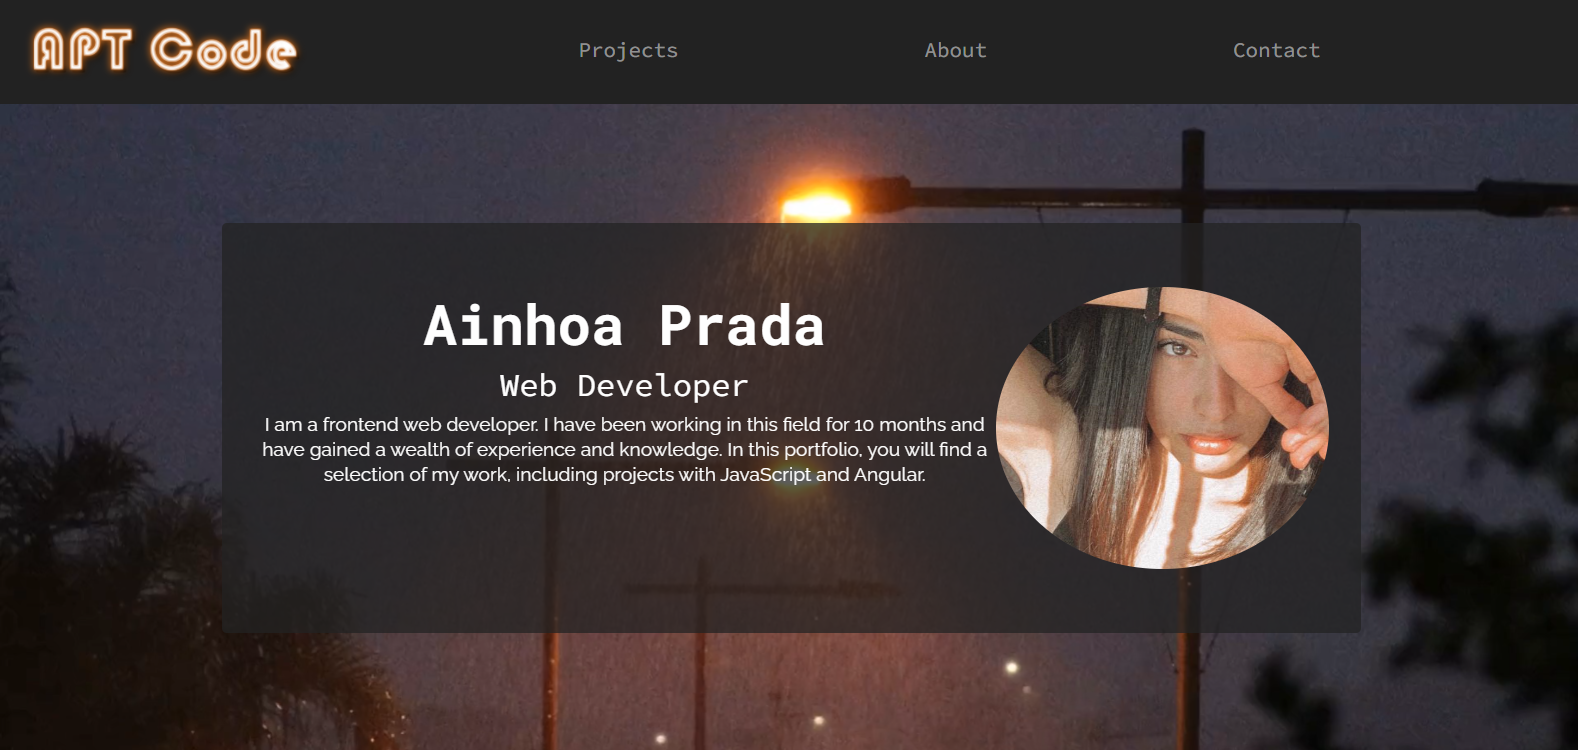 APT Code
Projects
About
Contact
Ainhoa Prada
Web Developer
I am a frontend web developer. I have been working in this field for 10 months and
have gained a wealth of experience and knowledge. In this portfolio, you will find a
selection of my work, including projects with JavaScript and Angular.